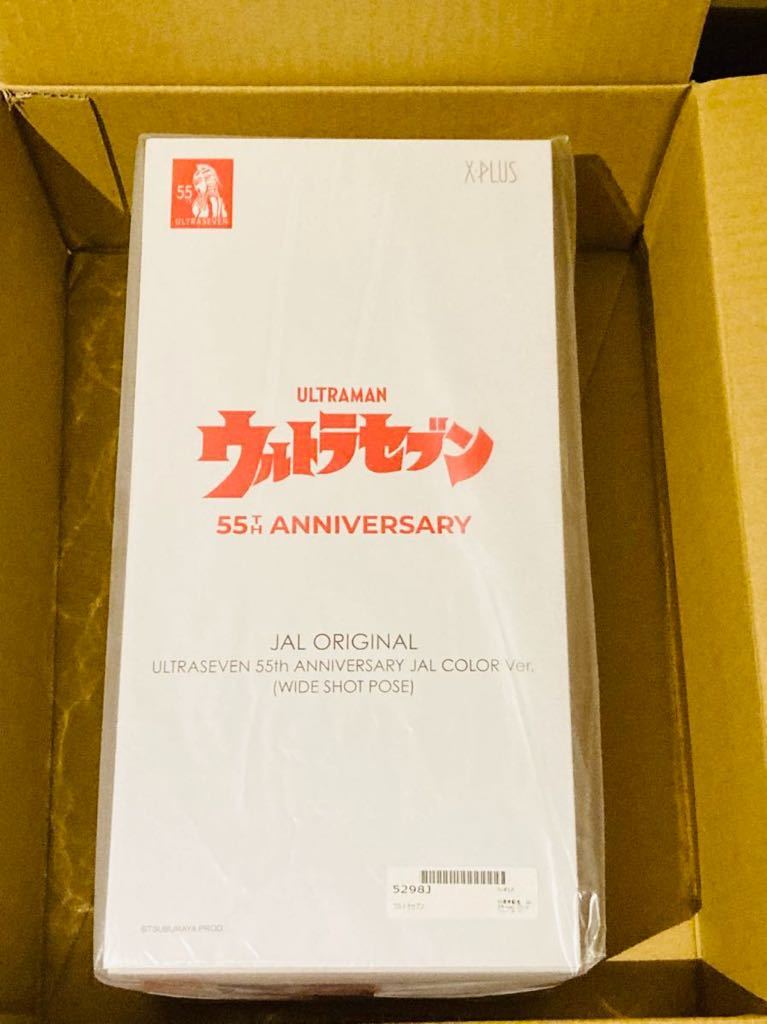 55
ULTRASEVEN
X-PLUS
ULTRAMAN
ウルトラセブン
55TH ANNIVERSARY
JAL ORIGINAL
ULTRASEVEN 55th ANNIVERSARY JAL COLOR Ver.
(WIDE SHOT POSE)
5298J
ウルトラセブン
©TSUBURAYA PROD.